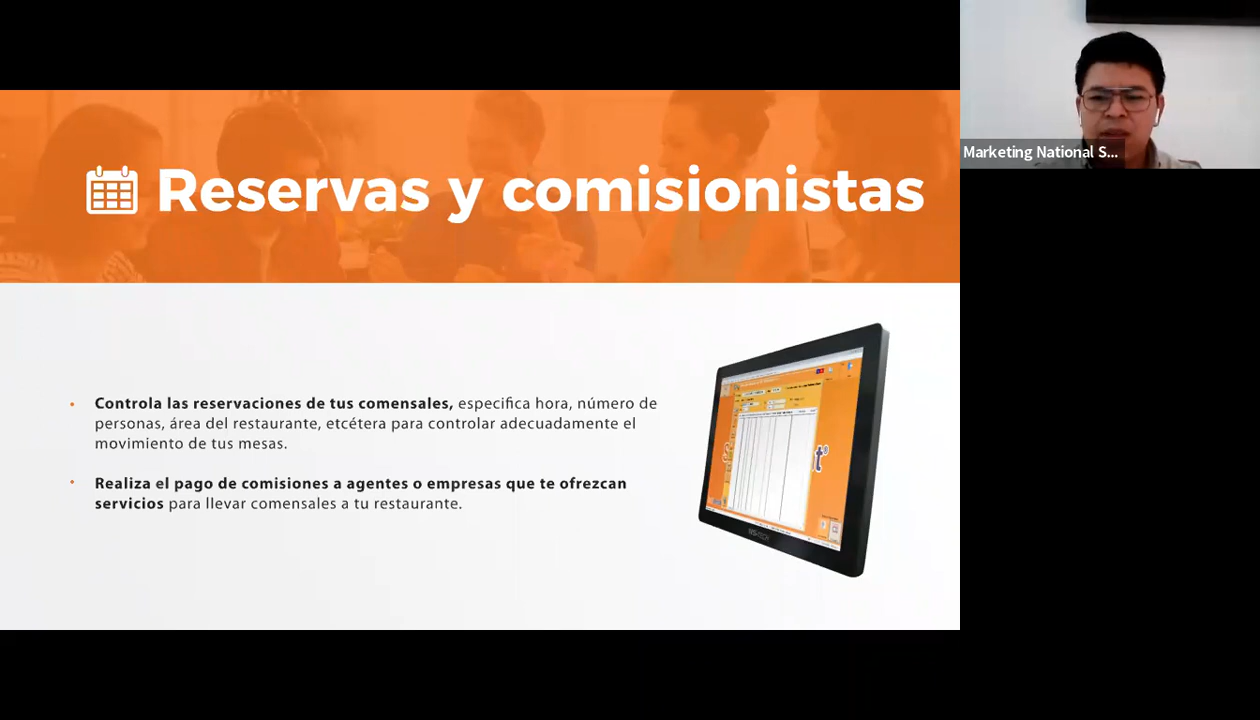 Reservas y comisionistas
Marketing National S...
• Controla las reservaciones de tus comensales, especifica hora, número de
personas, área del restaurante, etcétera para controlar adecuadamente el
movimiento de tus mesas.
• Realiza el pago de comisiones a agentes o empresas que te ofrezcan
servicios para llevar comensales a tu restaurante.